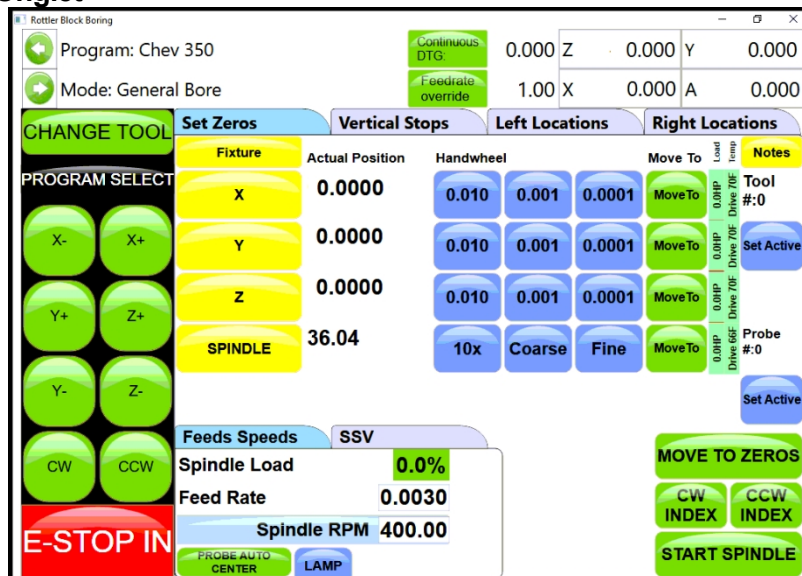 Rottler Block Boring
Program: Chev 350
Continuous DTG:
0.000 Z 0.000 Y 0.000
Mode: General Bore
Feedrate override
1.00 X 0.000 A 0.000
CHANGE TOOL
PROGRAM SELECT
X- X+
Y+ Z+
Y- Z-
CW CCW
E-STOP IN
Set Zeros Vertical Stops Left Locations Right Locations
Fixture Actual Position Handwheel Move To Load Temp Notes
X 0.0000 0.010 0.001 0.0001 MoveTo 0.0HP Drive 70F
Tool #:0
Y 0.0000 0.010 0.001 0.0001 MoveTo 0.0HP Drive 70F Set Active
Z 0.0000 0.010 0.001 0.0001 MoveTo 0.0HP Drive 70F
SPINDLE 36.04 10x Coarse Fine MoveTo 0.0HP Drive 66F
Probe #:0
Set Active
Feeds Speeds SSV
Spindle Load 0.0%
Feed Rate 0.0030
Spindle RPM 400.00
PROBE AUTO CENTER
LAMP
MOVE TO ZEROS
CW INDEX
CCW INDEX
START SPINDLE